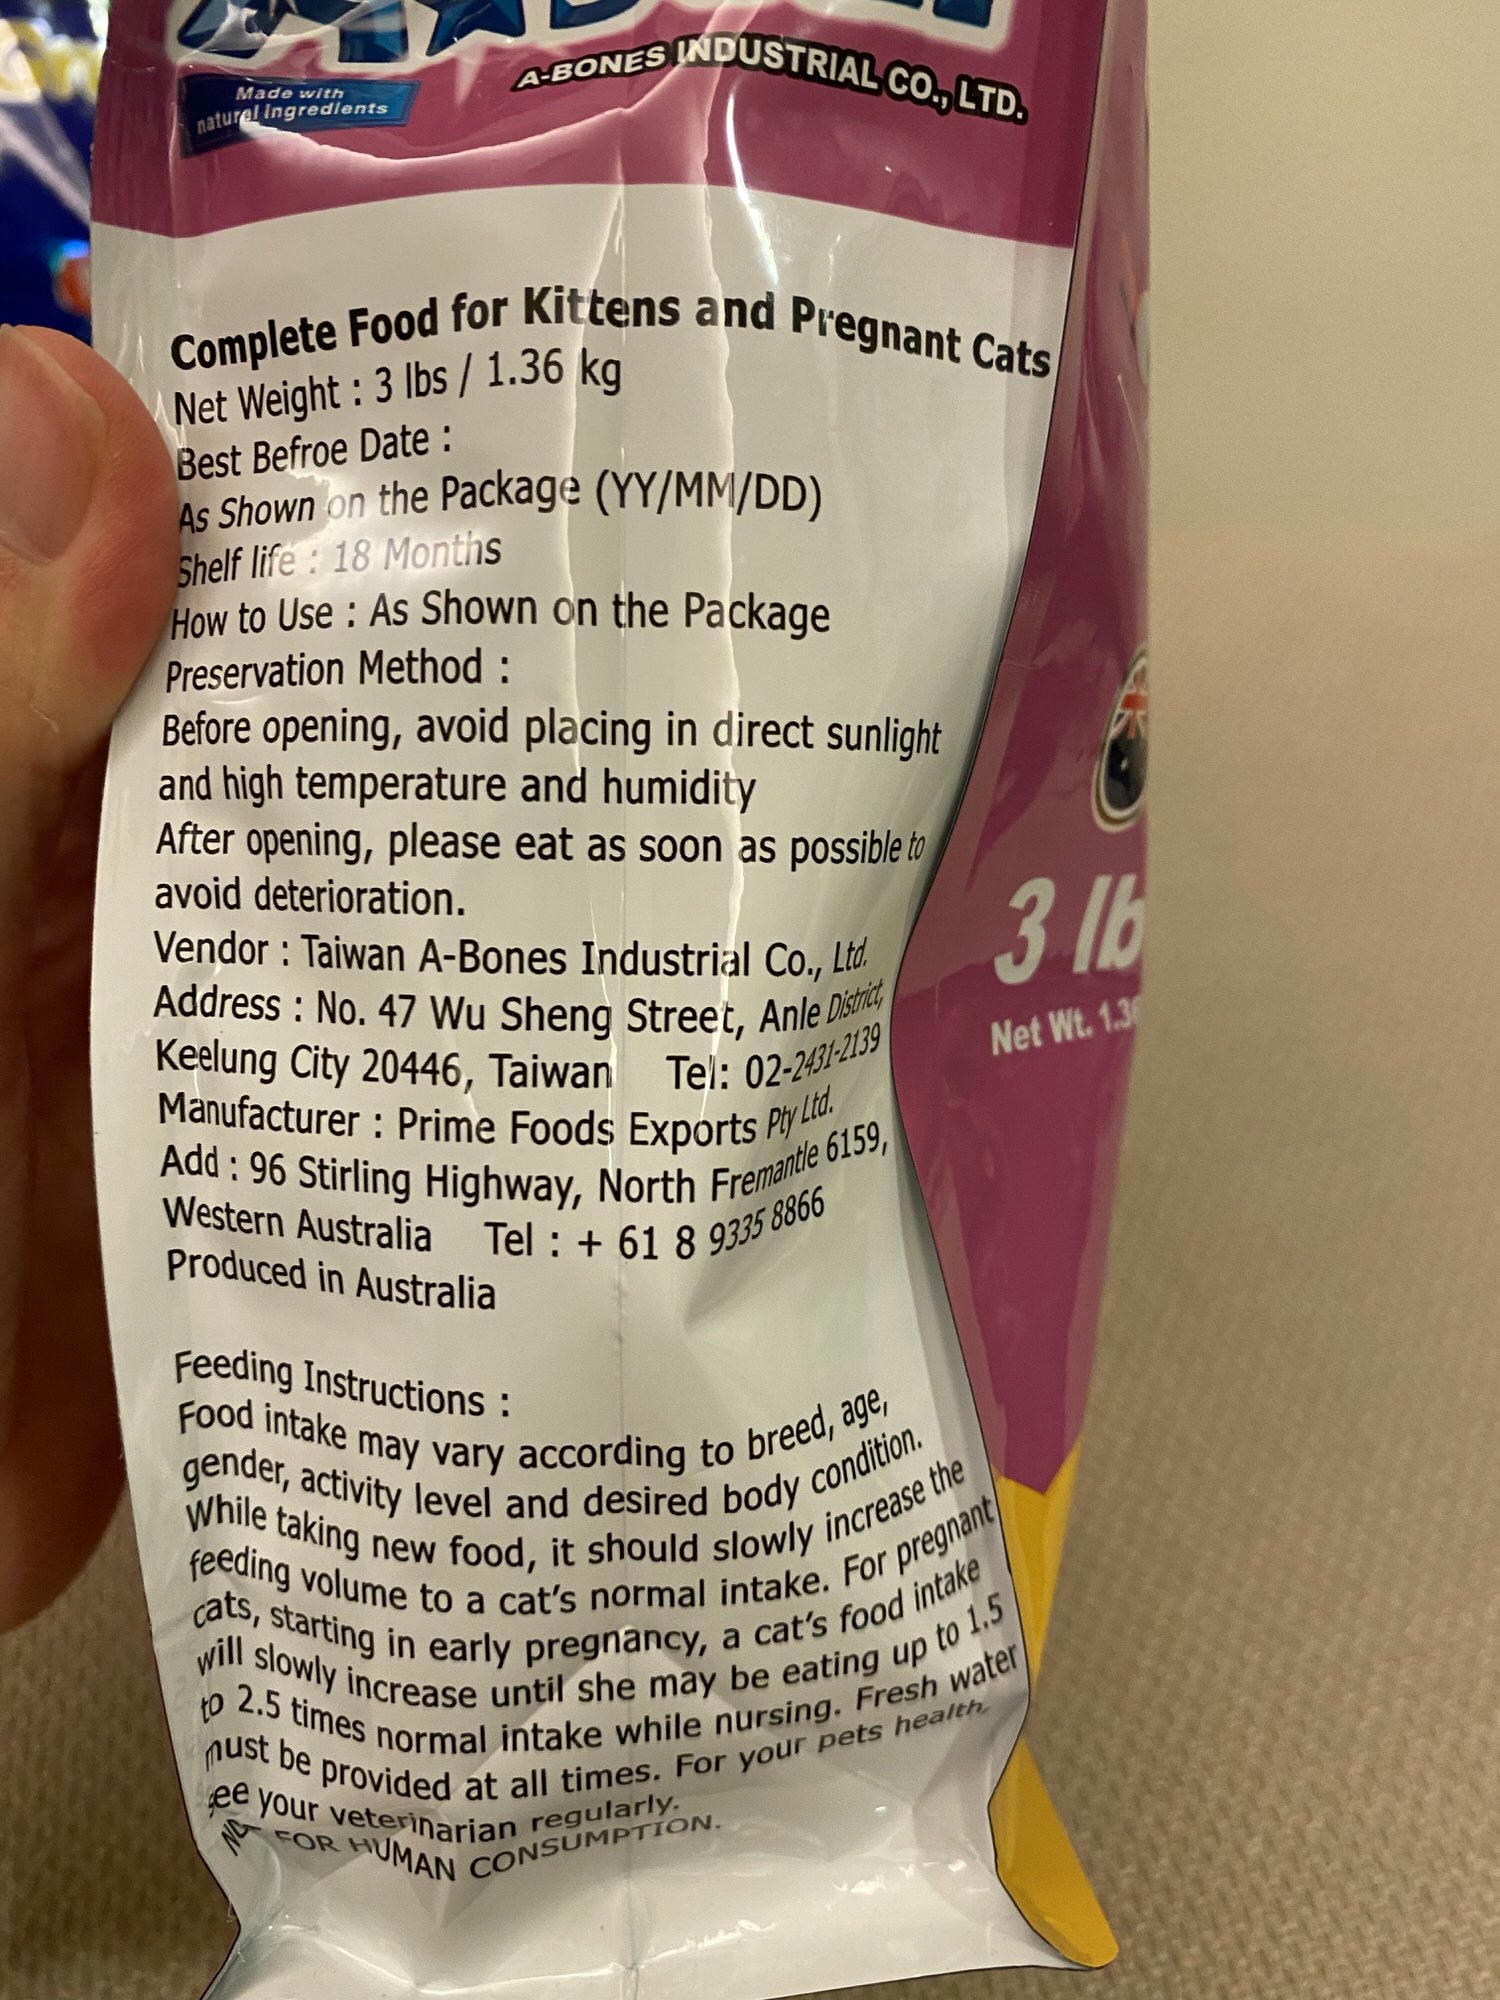 A-BONES INDUSTRIAL CO., LTD.
Made with
natural ingredients
Complete Food for Kittens and Pregnant Cats
Net Weight : 3 lbs / 1.36 kg
Best Befroe Date :
As Shown on the Package (YY/MM/DD)
Shelf life : 18 Months
How to Use : As Shown on the Package
Preservation Method :
Before opening, avoid placing in direct sunlight
and high temperature and humidity
After opening, please eat as soon as possible to
avoid deterioration.
Vendor : Taiwan A-Bones Industrial Co., Ltd.
Address : No. 47 Wu Sheng Street, Anle District,
Keelung City 20446, Taiwan Tel: 02-2431-2139
Manufacturer : Prime Foods Exports Pty Ltd.
Add : 96 Stirling Highway, North Fremantle 6159,
Western Australia Tel : + 61 8 9335 8866
Produced in Australia
Feeding Instructions :
Food intake may vary according to breed, age,
gender, activity level and desired body condition.
While taking new food, it should slowly increase the
feeding volume to a cat's normal intake. For pregnant
cats, starting in early pregnancy, a cat's food intake
will slowly increase until she may be eating up to 1.5
to 2.5 times normal intake while nursing. Fresh water
must be provided at all times. For your pets health,
see your veterinarian regularly.
NOT FOR HUMAN CONSUMPTION.
3 lb
Net Wt. 1.36